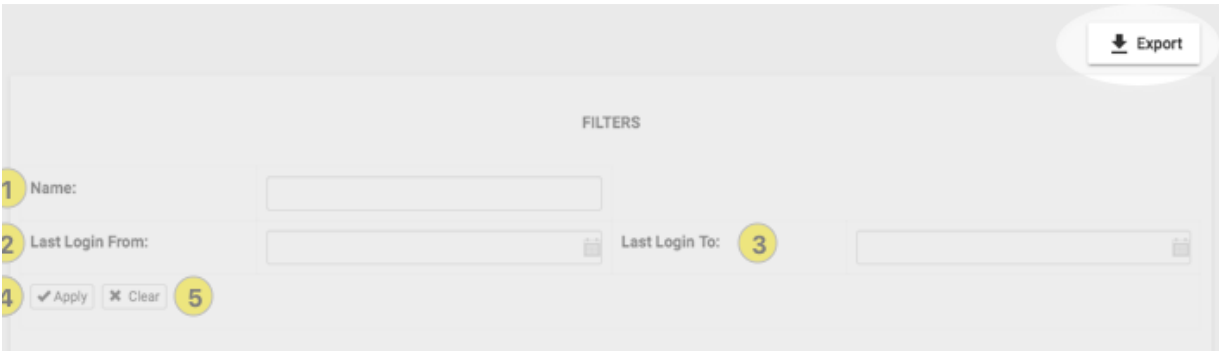 Export
FILTERS
1 Name:
2 Last Login From: Last Login To: 3
4 Apply Clear 5